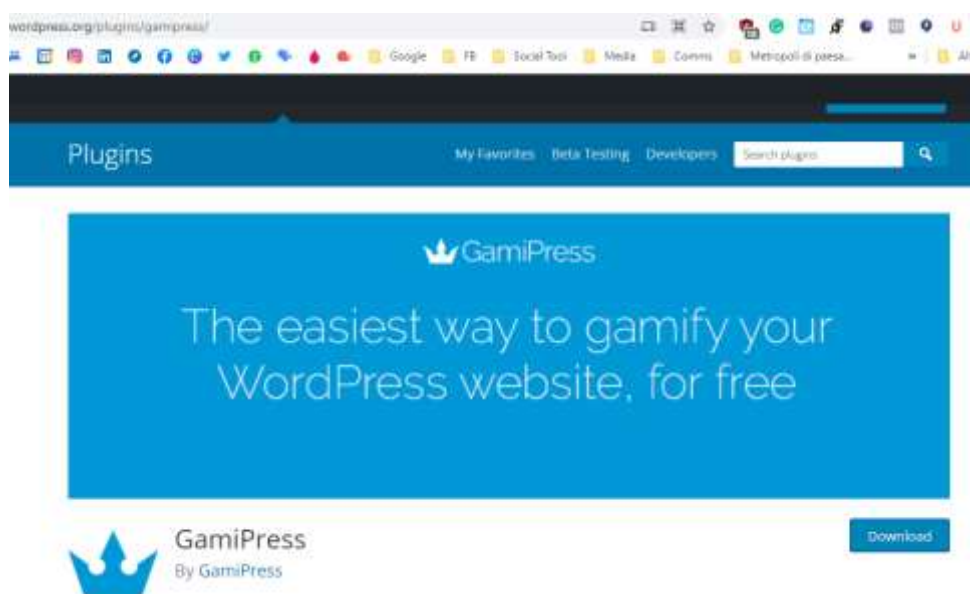 wordpress.org/plugins/gamipress/
Google FB Social Tool Media Comms Metropoli di paesa...
Plugins
My Favorites Beta Testing Developers Search plugins
GamiPress
The easiest way to gamify your
WordPress website, for free
GamiPress
Download
By GamiPress